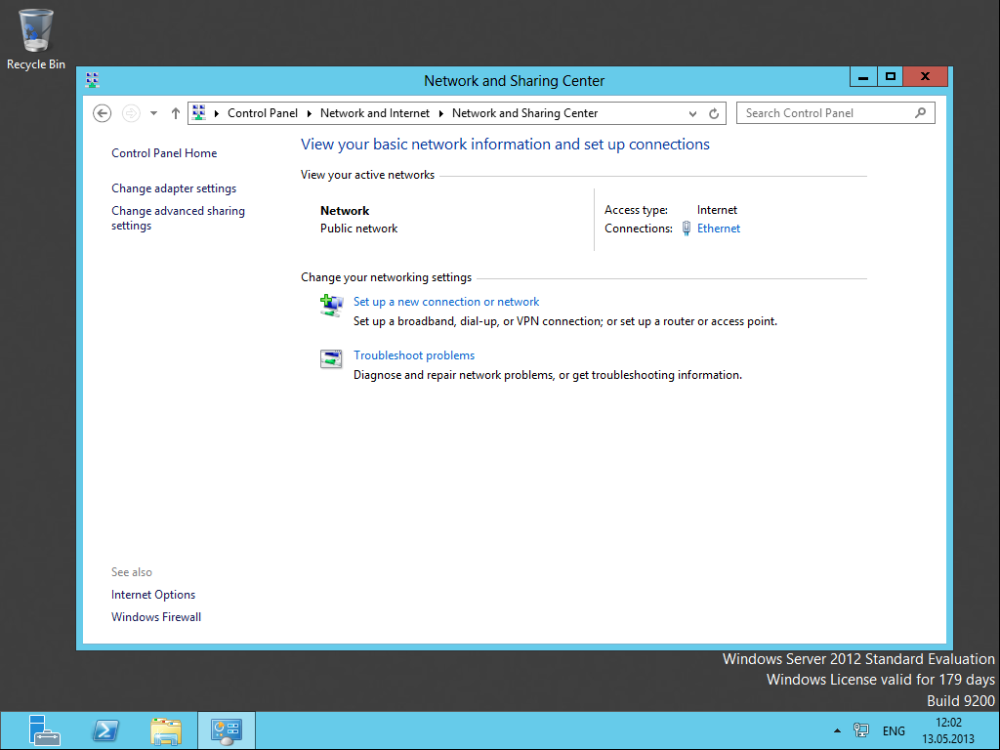 Recycle Bin
Network and Sharing Center
Control Panel Network and Internet Network and Sharing Center
Search Control Panel
Control Panel Home
Change adapter settings
Change advanced sharing
settings
View your basic network information and set up connections
View your active networks
Network
Public network
Access type: Internet
Connections: Ethernet
Change your networking settings
Set up a new connection or network
Set up a broadband, dial-up, or VPN connection; or set up a router or access point.
Troubleshoot problems
Diagnose and repair network problems, or get troubleshooting information.
See also
Internet Options
Windows Firewall
Windows Server 2012 Standard Evaluation
Windows License valid for 179 days
Build 9200
ENG
12:02
13.05.2013